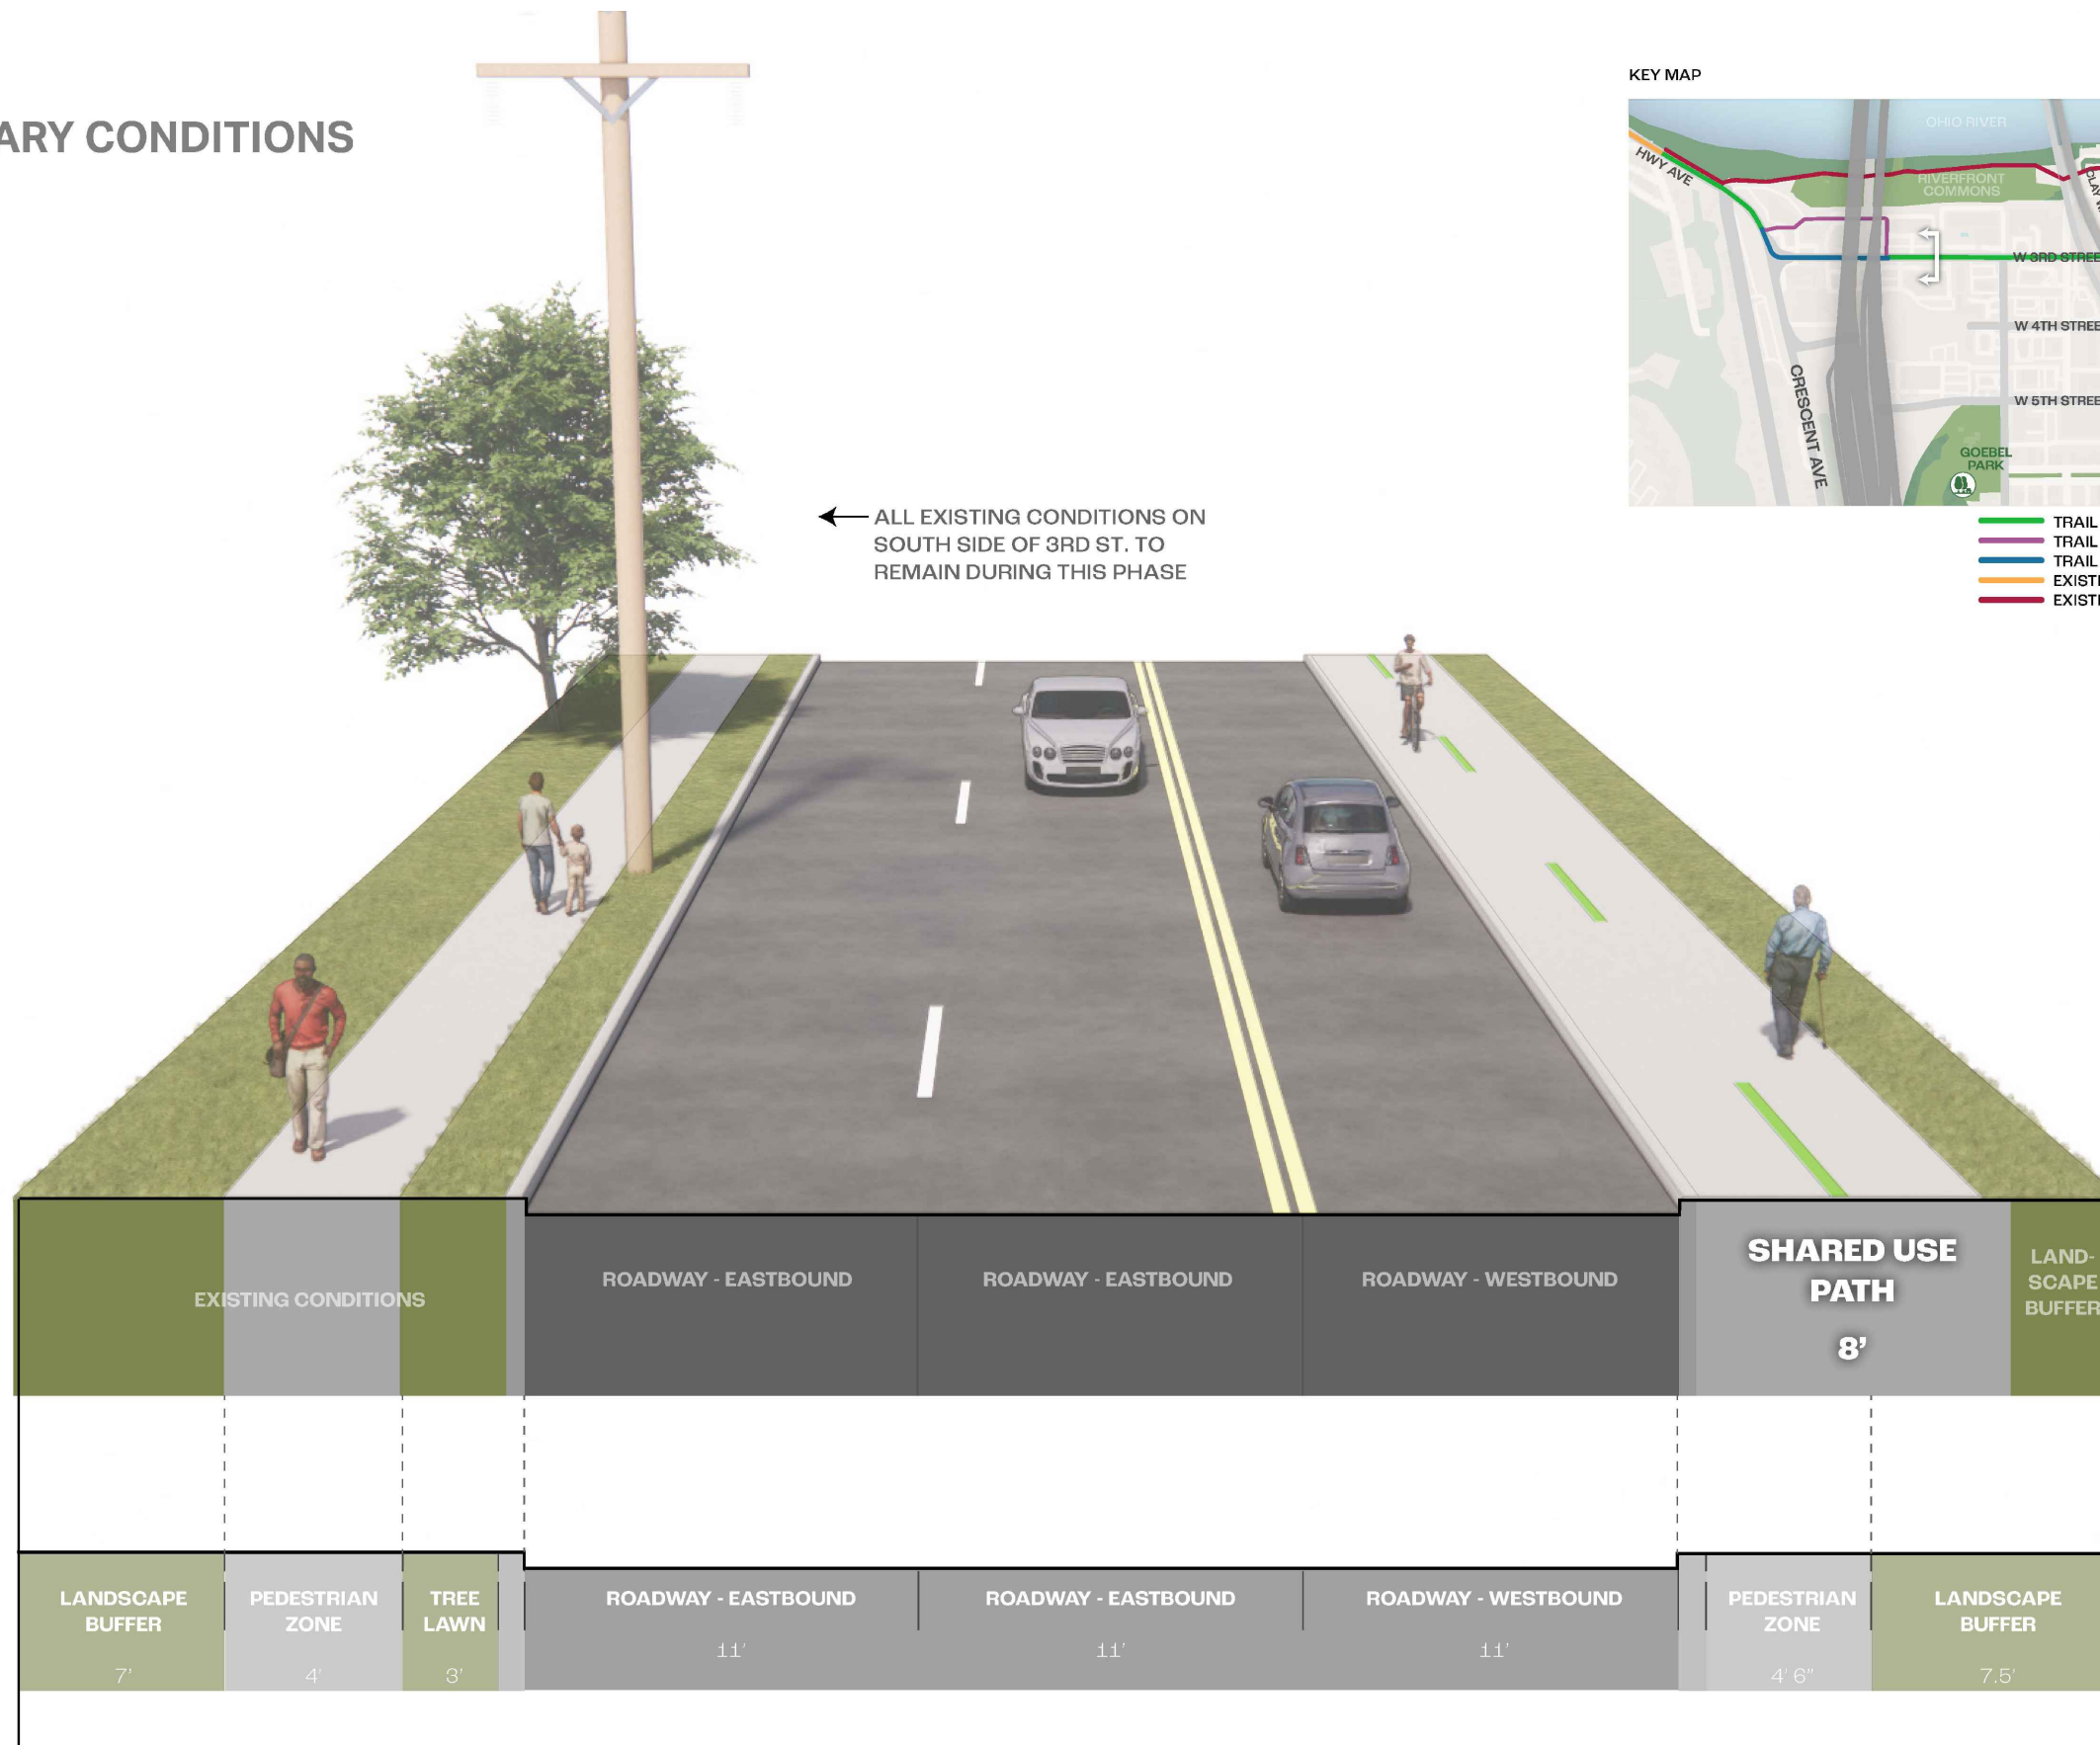 ARY CONDITIONS
KEY MAP
OHIO RIVER
HWY AVE
RIVERFRONT
COMMONS
CLAY W
W 3RD STREE
W 4TH STREE
CRESCENT AVE
W 5TH STREE
GOEBEL
PARK
TRAIL
TRAIL
TRAIL
EXISTI
EXISTI
ALL EXISTING CONDITIONS ON
SOUTH SIDE OF 3RD ST. TO
REMAIN DURING THIS PHASE
EXISTING CONDITIONS
ROADWAY - EASTBOUND
ROADWAY - EASTBOUND
ROADWAY - WESTBOUND
SHARED USE
PATH
8’
LAND-
SCAPE
BUFFER
LANDSCAPE
BUFFER
7’
PEDESTRIAN
ZONE
4’
TREE
LAWN
3’
ROADWAY - EASTBOUND
11’
ROADWAY - EASTBOUND
11’
ROADWAY - WESTBOUND
11’
PEDESTRIAN
ZONE
4’ 6”
LANDSCAPE
BUFFER
7.5’